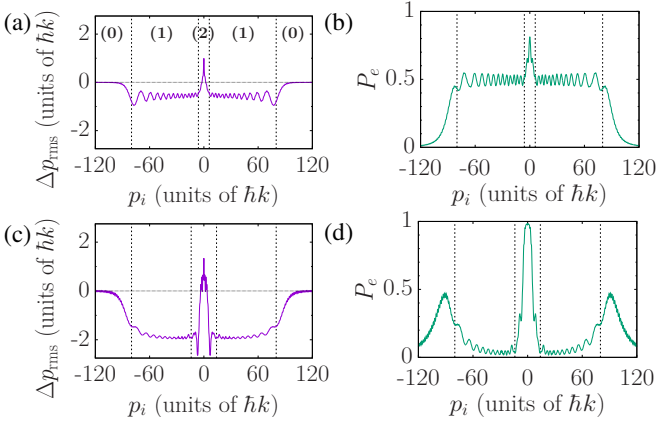 (a)
(0) (1) (2) (1) (0)
Δp_rms (units of ħk)
2
0
-2
-120 -60 0 60 120
p_i (units of ħk)
(b)
P_e
1
0.5
0
-120 -60 0 60 120
p_i (units of ħk)
(c)
Δp_rms (units of ħk)
2
0
-2
-120 -60 0 60 120
p_i (units of ħk)
(d)
P_e
1
0.5
0
-120 -60 0 60 120
p_i (units of ħk)